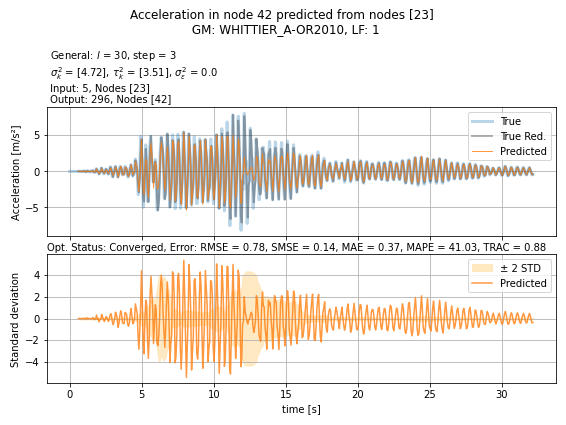 Acceleration in node 42 predicted from nodes [23]
GM: WHITTIER_A-OR2010, LF: 1
General: l = 30, step = 3
σ²ₖ = [4.72], τ²ₖ = [3.51], σ²ε = 0.0
Input: 5, Nodes [23]
Output: 296, Nodes [42]
True
True Red.
Predicted
Acceleration [m/s²]
5
0
−5
Opt. Status: Converged, Error: RMSE = 0.78, SMSE = 0.14, MAE = 0.37, MAPE = 41.03, TRAC = 0.88
± 2 STD
Predicted
Standard deviation
4
2
0
−2
−4
0 5 10 15 20 25 30
time [s]